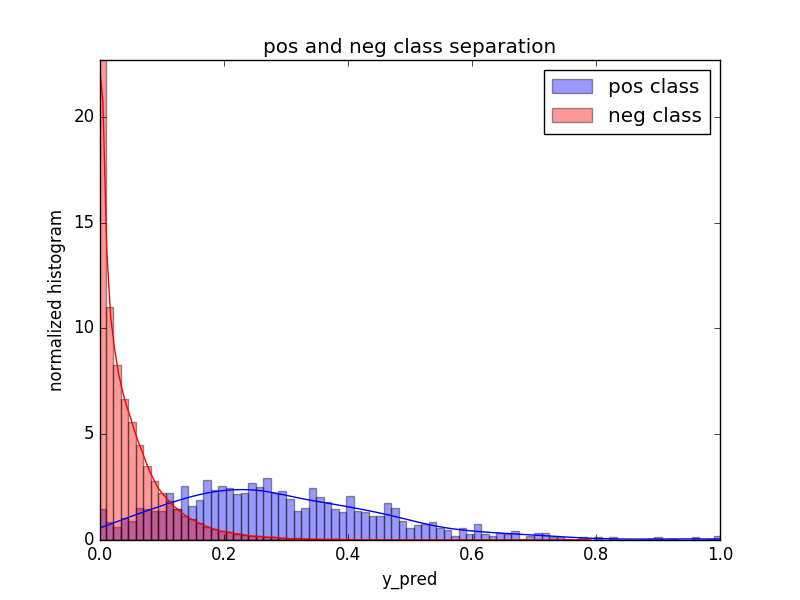 pos and neg class separation
pos class
neg class
normalized histogram
20
15
10
5
0
0.0 0.2 0.4 0.6 0.8 1.0
y_pred